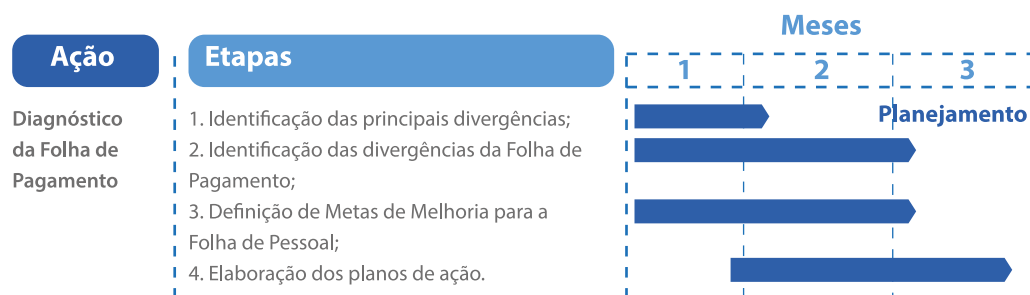 Meses
Ação
Etapas
1 2 3
Planejamento
Diagnóstico
da Folha de
Pagamento
1. Identificação das principais divergências;
2. Identificação das divergências da Folha de
Pagamento;
3. Definição de Metas de Melhoria para a
Folha de Pessoal;
4. Elaboração dos planos de ação.